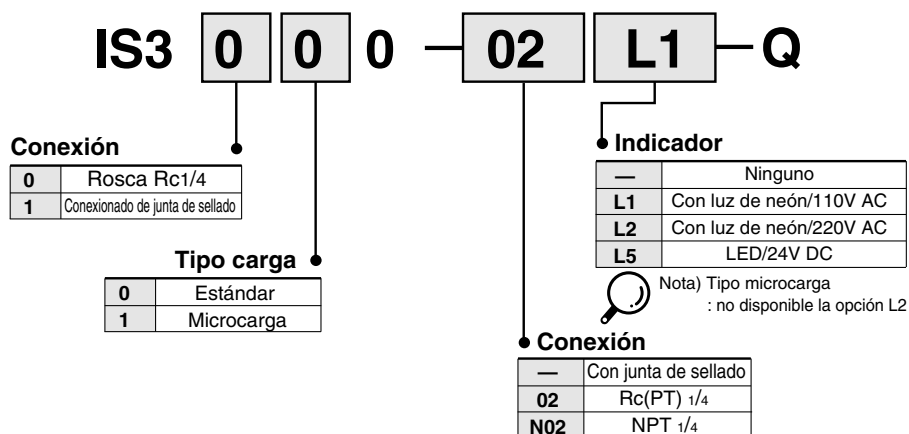 IS3 0 0 0 — 02 L1 — Q
Conexión
0 Rosca Rc1/4
1 Conexionado de junta de sellado
Tipo carga
0 Estándar
1 Microcarga
Indicador
— Ninguno
L1 Con luz de neón/110V AC
L2 Con luz de neón/220V AC
L5 LED/24V DC
Nota) Tipo microcarga
: no disponible la opción L2
Conexión
— Con junta de sellado
02 Rc(PT) 1/4
N02 NPT 1/4